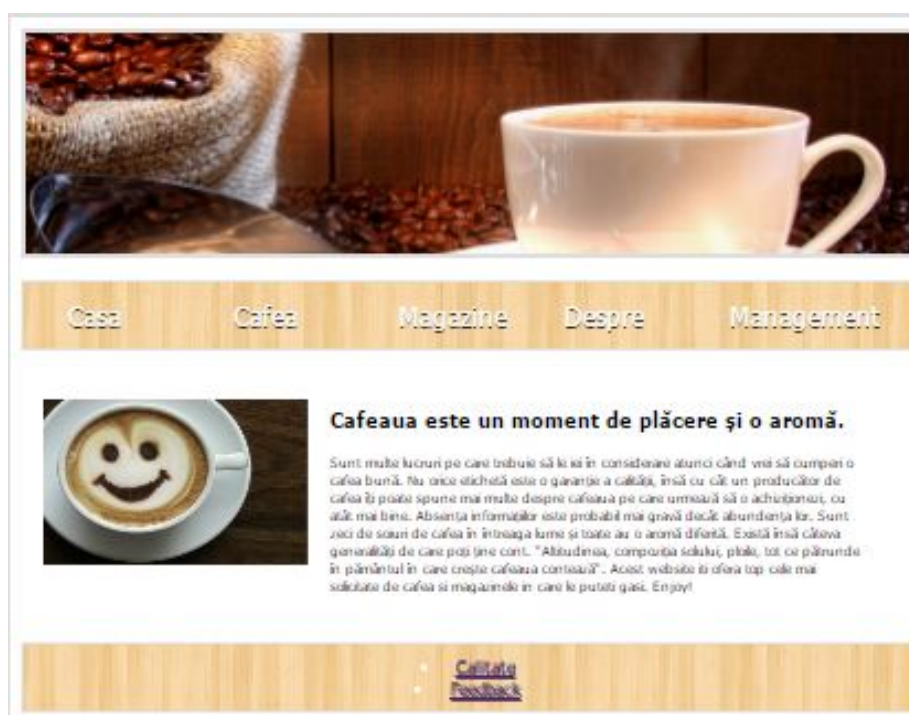 Casa Cafea Magazine Despre Management
Cafeaua este un moment de plăcere și o aromă.
Sunt multe lucruri pe care trebuie să le iei în considerare atunci când vrei să cumperi o
cafea bună. Nu orice etichetă este o garanție a calității, însă cu cât un producător de
cafea îți poate spune mai multe despre cafeaua pe care urmează să o achiziționezi, cu
atât mai bine. Absența informațiilor este probabil mai gravă decât abundența lor. Sunt
zeci de soiuri de cafea în întreaga lume și toate au o aromă diferită. Există însă câteva
generalități de care poți ține cont. "Altitudinea, compoziția solului, ploile, tot ce pătrunde
în pământul în care crește cafeaua contează". Acest website iti ofera top cele mai
solicitate de cafea si magazinele in care le puteti gasi. Enjoy!
Calitate
Feedback